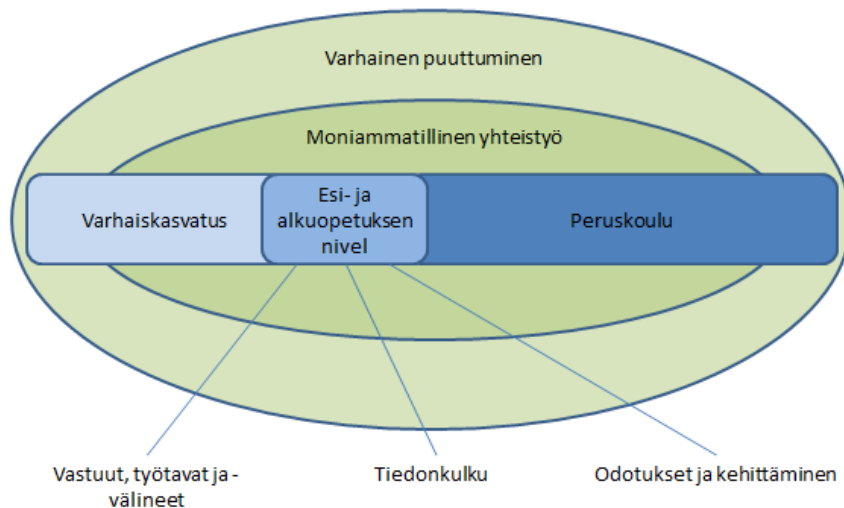 Varhainen puuttuminen
Moniammatillinen yhteistyö
Varhaiskasvatus
Esi- ja
alkuopetuksen
nivel
Peruskoulu
Vastuut, työtavat ja -
välineet
Tiedonkulku
Odotukset ja kehittäminen